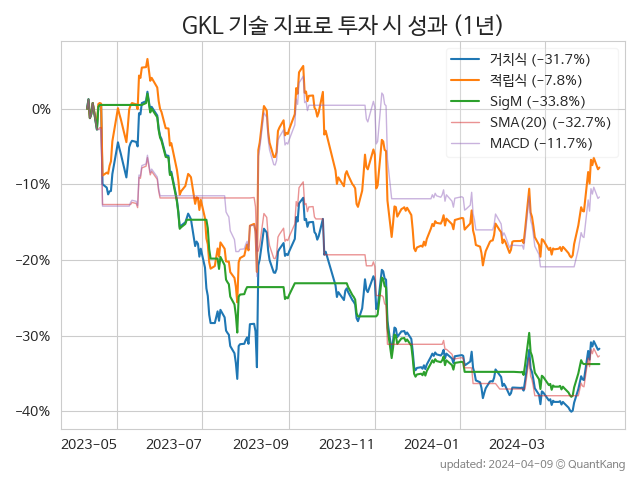 GKL 기술 지표로 투자 시 성과 (1년)
거치식 (−31.7%)
적립식 (−7.8%)
SigM (−33.8%)
SMA(20) (−32.7%)
MACD (−11.7%)
0%
−10%
−20%
−30%
−40%
2023-05 2023-07 2023-09 2023-11 2024-01 2024-03
updated: 2024-04-09 © QuantKang